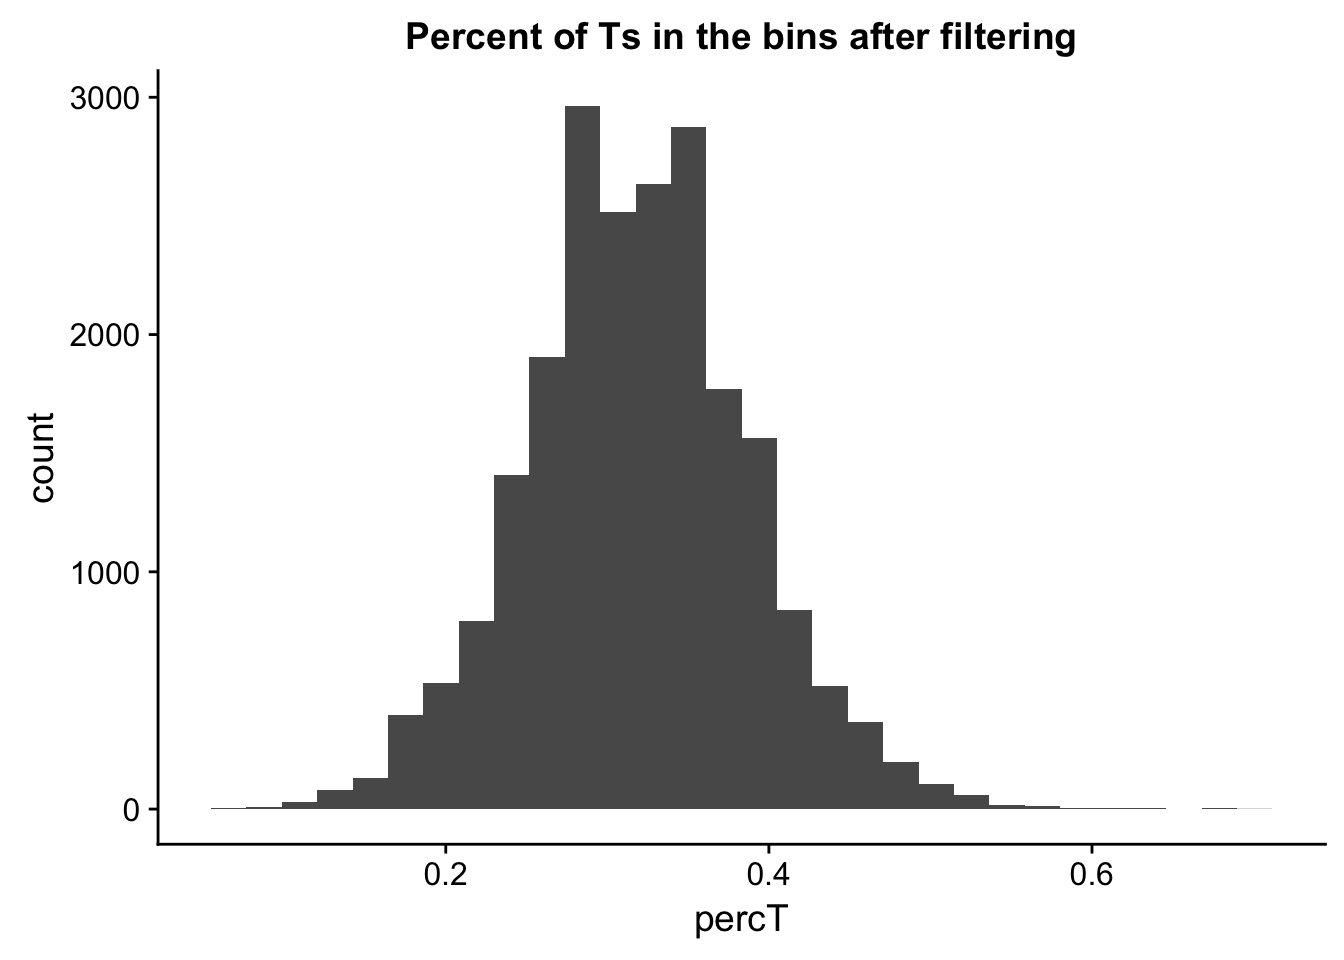 Percent of Ts in the bins after filtering
3000
2000
1000
0
count
0.2
0.4
0.6
percT